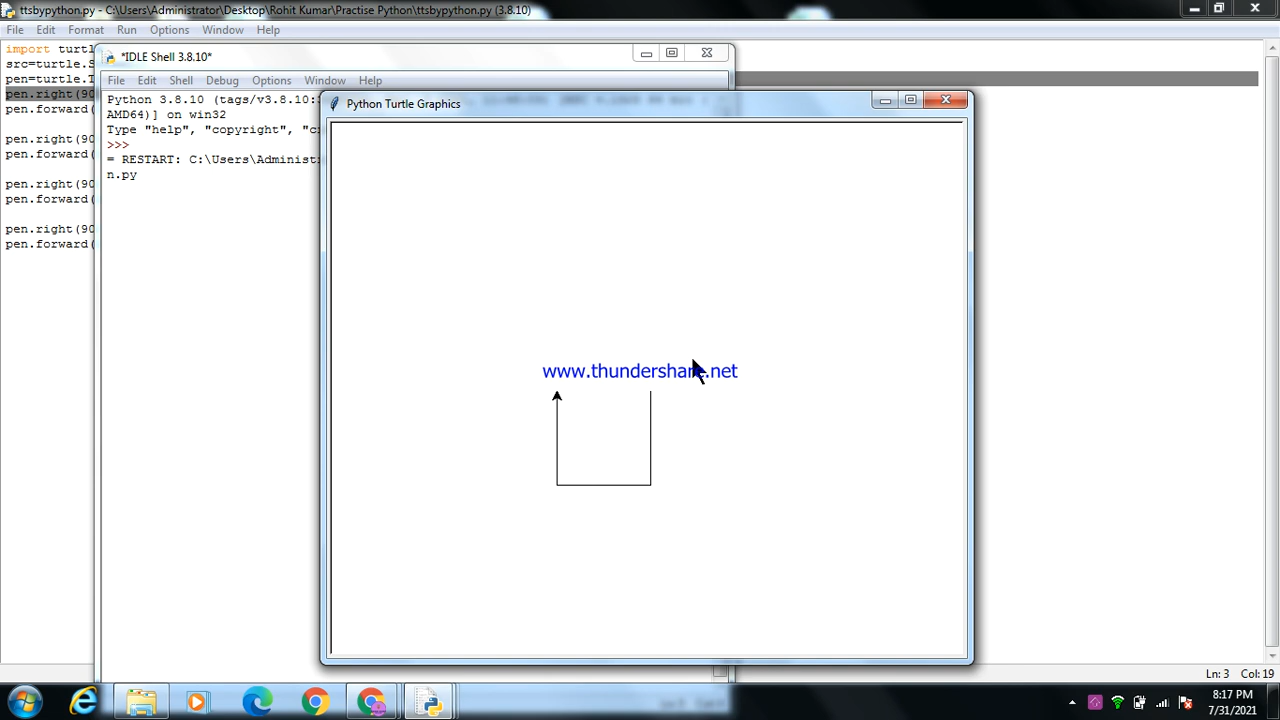 ttsbypython.py - C:\Users\Administrator\Desktop\Rohit Kumar\Practise Python\ttsbypython.py (3.8.10)
File Edit Format Run Options Window Help
import turtl
src=turtle.S
pen=turtle.T
pen.right(90
pen.forward(
pen.right(90
pen.forward(
pen.right(90
pen.forward(
pen.right(90
pen.forward(
*IDLE Shell 3.8.10*
File Edit Shell Debug Options Window Help
Python 3.8.10 (tags/v3.8.10:
AMD64)] on win32
Type "help", "copyright", "c
>>>
= RESTART: C:\Users\Administr
n.py
Python Turtle Graphics
www.thundershare.net
Ln: 3 Col: 19
8:17 PM
7/31/2021